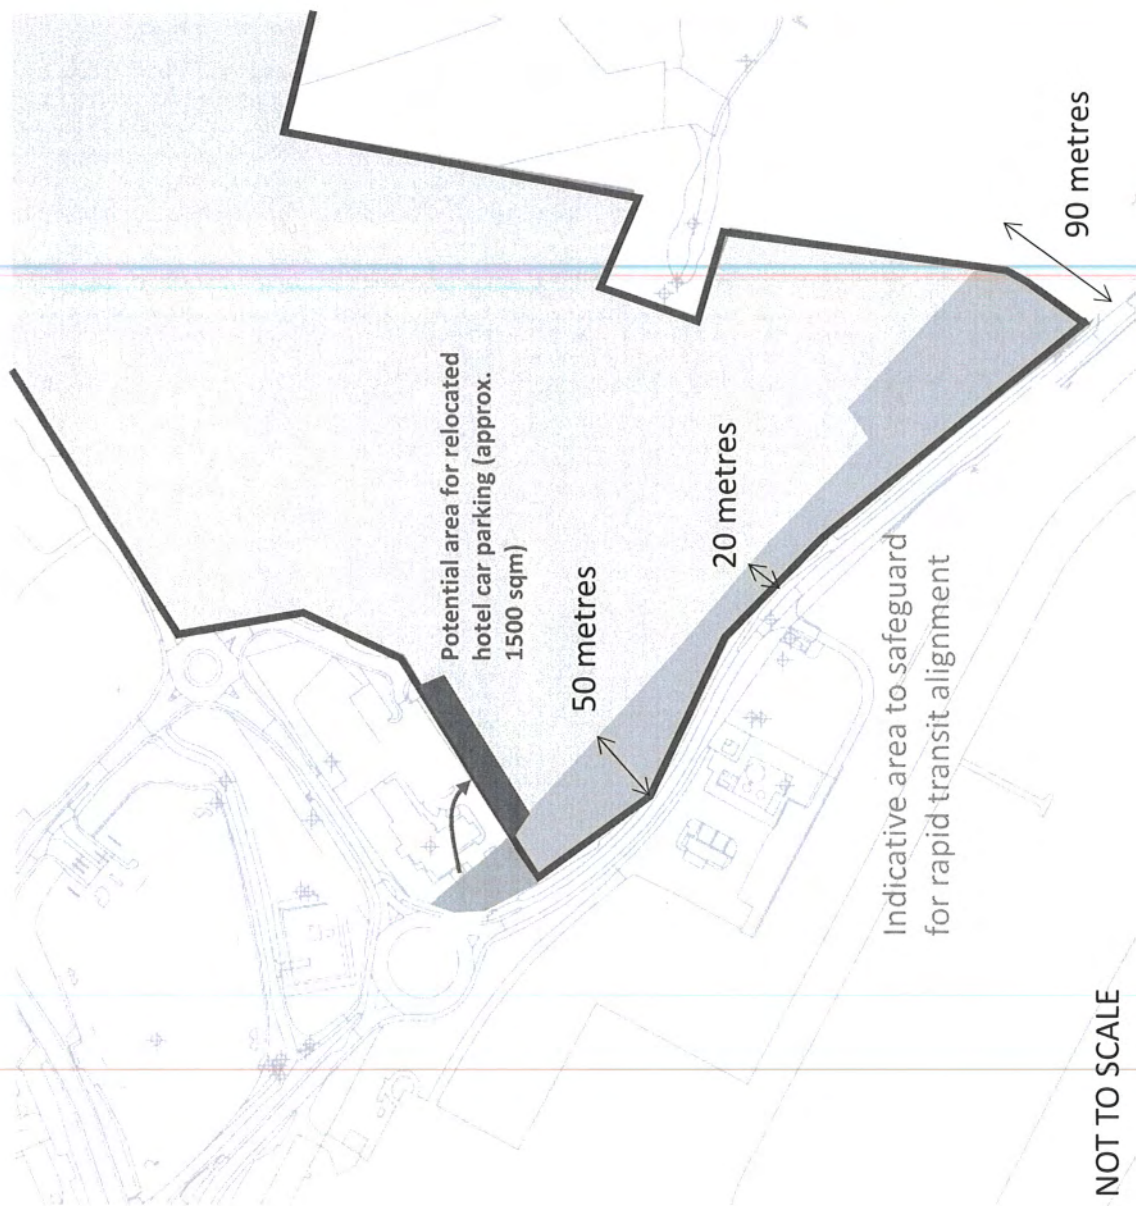 Potential area for relocated
hotel car parking (approx.
1500 sqm)
50 metres
20 metres
90 metres
Indicative area to safeguard
for rapid transit alignment
NOT TO SCALE